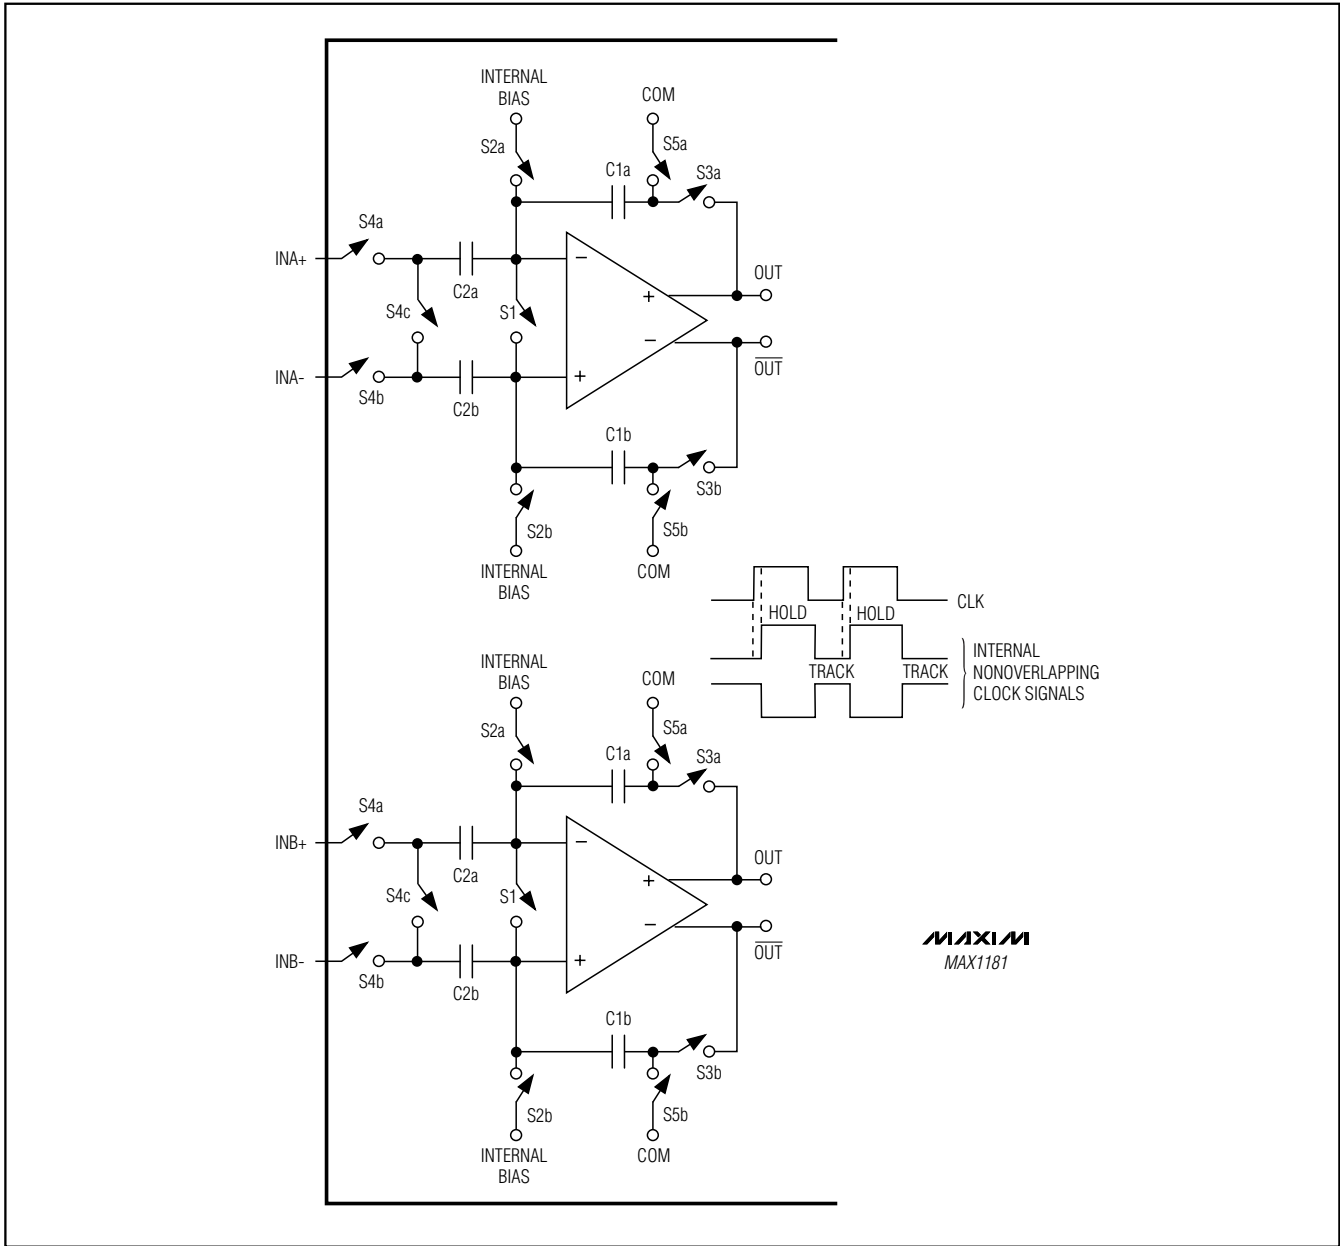 INTERNAL
BIAS
COM
S2a
S5a
C1a
S3a
S4a
INA+
−
C2a
OUT
+
S4c
S1
−
OUT
INA-
+
S4b
C2b
C1b
S3b
S2b
S5b
INTERNAL
BIAS
COM
CLK
HOLD
HOLD
TRACK
TRACK
INTERNAL
NONOVERLAPPING
CLOCK SIGNALS
INTERNAL
BIAS
COM
S2a
S5a
C1a
S3a
S4a
INB+
−
C2a
OUT
+
S4c
S1
−
OUT
INB-
+
S4b
C2b
C1b
S3b
S2b
S5b
INTERNAL
BIAS
COM
MAXIM
MAX1181